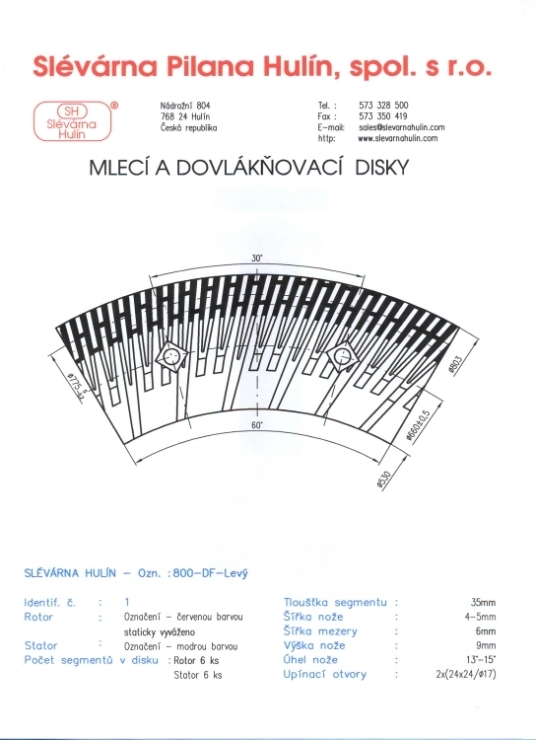 Slévárna Pilana Hulín, spol. s r.o.
SH
Slévárna
Hulín
®
Nádražní 804
768 24 Hulín
Česká republika
Tel. : 573 328 500
Fax : 573 350 419
E-mail: sales@slevarnahulin.com
http: www.slevarnahulin.com
MLECÍ A DOVLÁKŇOVACÍ DISKY
30°
ø775
ø803
60°
ø660±0,5
ø530
SLÉVÁRNA HULÍN - Ozn. :800-DF-Levý
Identif. č. : 1
Rotor : Označení - červenou barvou
staticky vyváženo
Stator : Označení - modrou barvou
Počet segmentů v disku : Rotor 6 ks
Stator 6 ks
Tloušťka segmentu : 35mm
Šířka nože : 4-5mm
Šířka mezery : 6mm
Výška nože : 9mm
Úhel nože : 13°-15°
Upínací otvory : 2x(24x24/ø17)